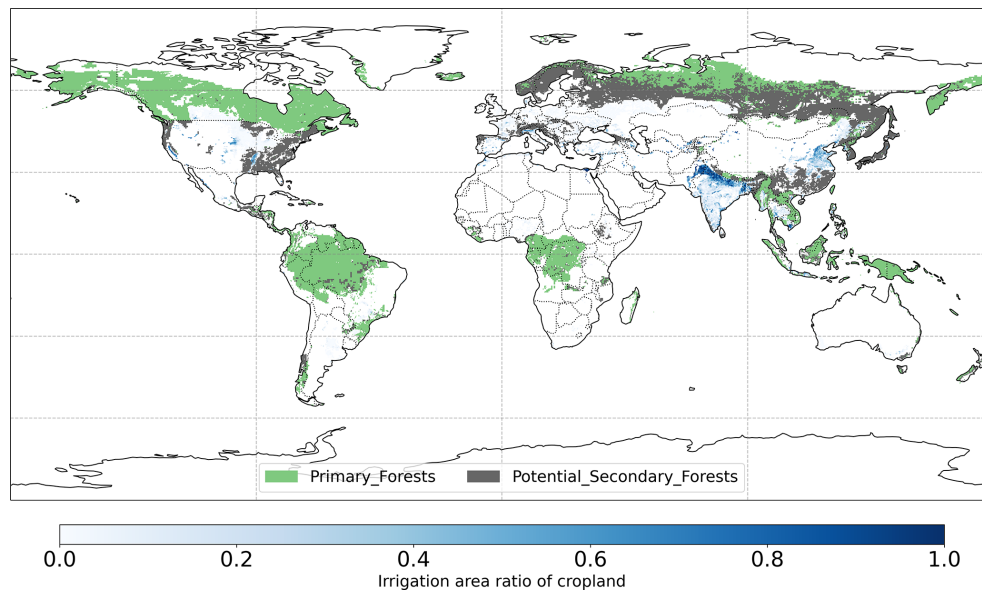 Primary_Forests Potential_Secondary_Forests
0.0 0.2 0.4 0.6 0.8 1.0
Irrigation area ratio of cropland